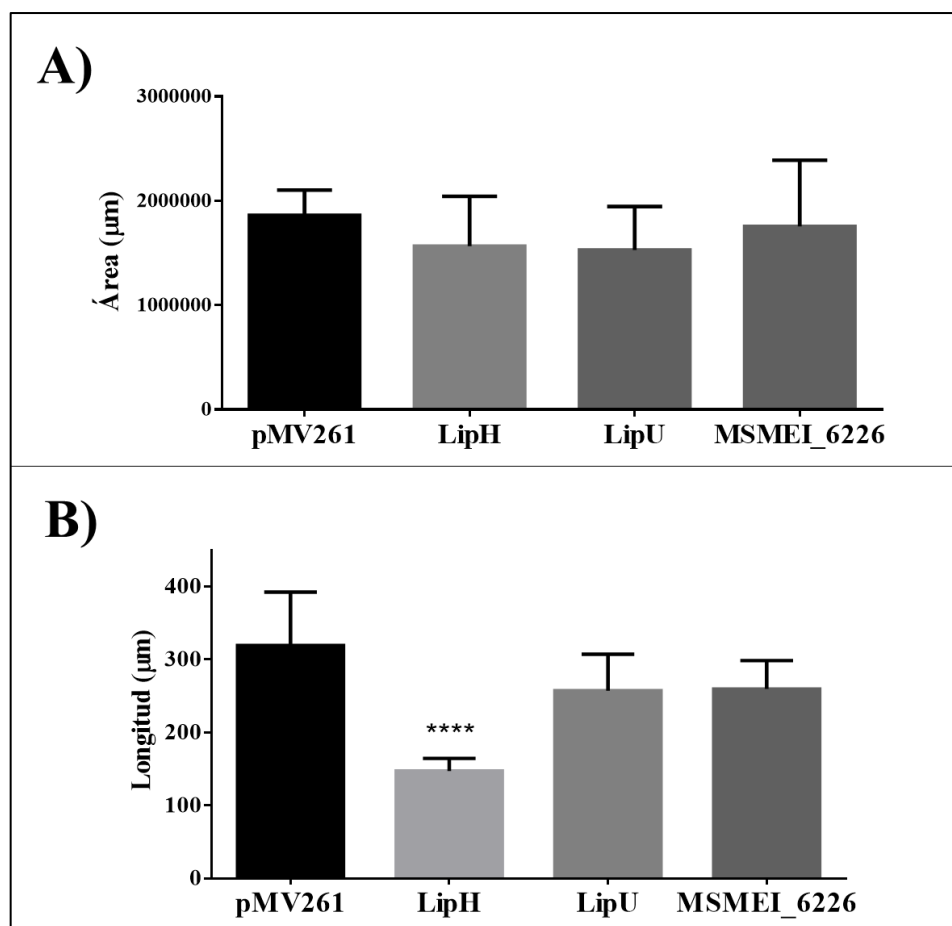 A)
3000000
2000000
1000000
0
Área (µm)
pMV261 LipH LipU MSMEI_6226
B)
400
300
200
100
0
Longitud (µm)
****
pMV261 LipH LipU MSMEI_6226